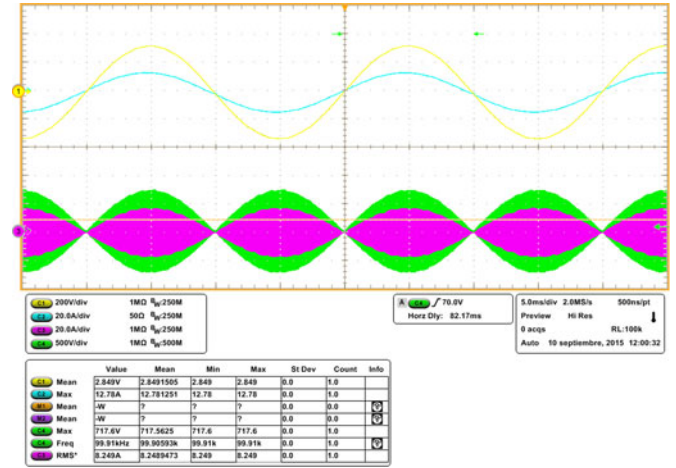 1
3
C1 200V/div 1MΩ BW:250M
C2 20.0A/div 50Ω BW:250M
C3 20.0A/div 1MΩ BW:250M
C4 500V/div 1MΩ BW:500M
A C4 70.0V
Horz Dly: 82.17ms
5.0ms/div 2.0MS/s 500ns/pt
Preview Hi Res
0 acqs RL:100k
Auto 10 septiembre, 2015 12:00:32
Value Mean Min Max St Dev Count Info
C1 Mean 2.849V 2.8491505 2.849 2.849 0.0 1.0
C2 Max 12.78A 12.781251 12.78 12.78 0.0 1.0
M1 Mean -W ? ? ? 0.0 0.0
M2 Mean -W ? ? ? 0.0 0.0
C4 Max 717.6V 717.5625 717.6 717.6 0.0 1.0
C4 Freq 99.91kHz 99.90593k 99.91k 99.91k 0.0 1.0
C3 RMS* 8.249A 8.2489473 8.249 8.249 0.0 1.0